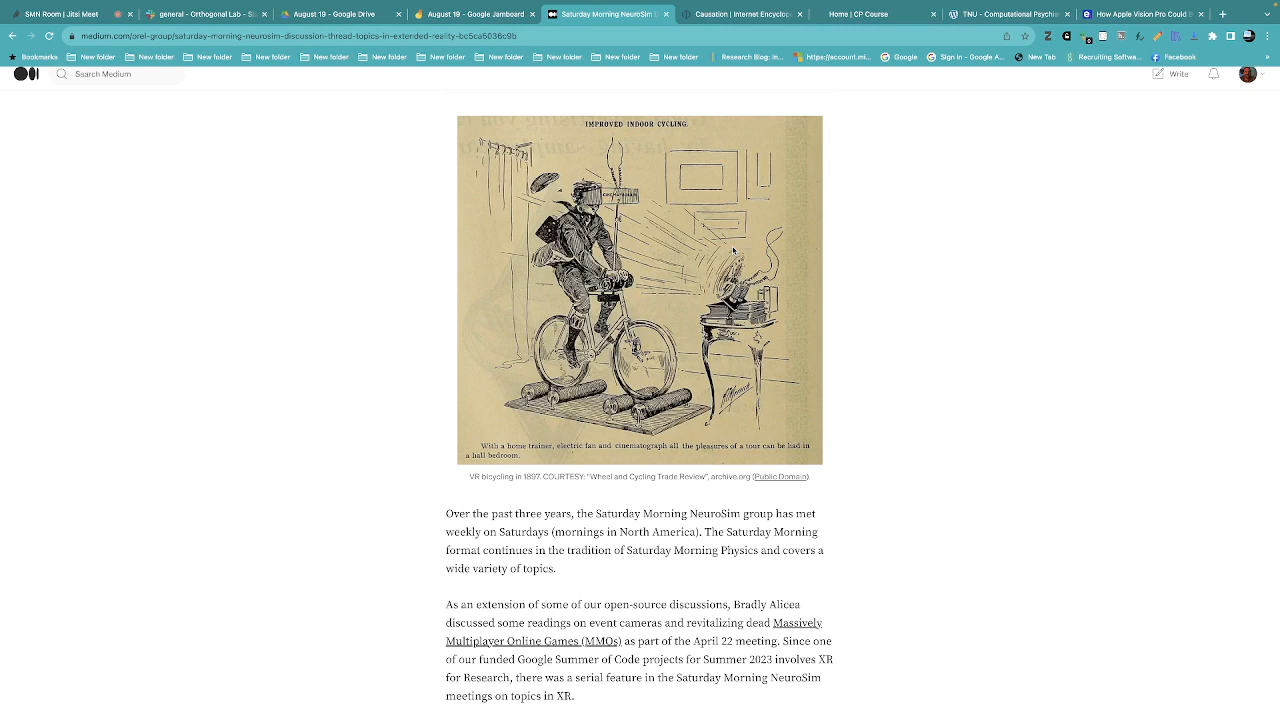 SMN Room | Jitsi Meet
general - Orthogonal Lab - Sl
August 19 - Google Drive
August 19 - Google Jamboard
Saturday Morning NeuroSim D
Causation | Internet Encyclop
Home | CP Course
TNU - Computational Psychia
How Apple Vision Pro Could B
medium.com/orel-group/saturday-morning-neurosim-discussion-thread-topics-in-extended-reality-bc5ca5036c9b
Bookmarks New folder New folder New folder New folder New folder New folder New folder New folder New folder New folder New folder Research Blog: In... https://account.mi... Google Sign in - Google A... New Tab Recruiting Softwa... Facebook
Search Medium
Write
IMPROVED INDOOR CYCLING.
With a home trainer, electric fan and cinematograph all the pleasures of a tour can be had in
a hall bedroom.
VR bicycling in 1897. COURTESY: "Wheel and Cycling Trade Review", archive.org (Public Domain).
Over the past three years, the Saturday Morning NeuroSim group has met
weekly on Saturdays (mornings in North America). The Saturday Morning
format continues in the tradition of Saturday Morning Physics and covers a
wide variety of topics.
As an extension of some of our open-source discussions, Bradly Alicea
discussed some readings on event cameras and revitalizing dead Massively
Multiplayer Online Games (MMOs) as part of the April 22 meeting. Since one
of our funded Google Summer of Code projects for Summer 2023 involves XR
for Research, there was a serial feature in the Saturday Morning NeuroSim
meetings on topics in XR.